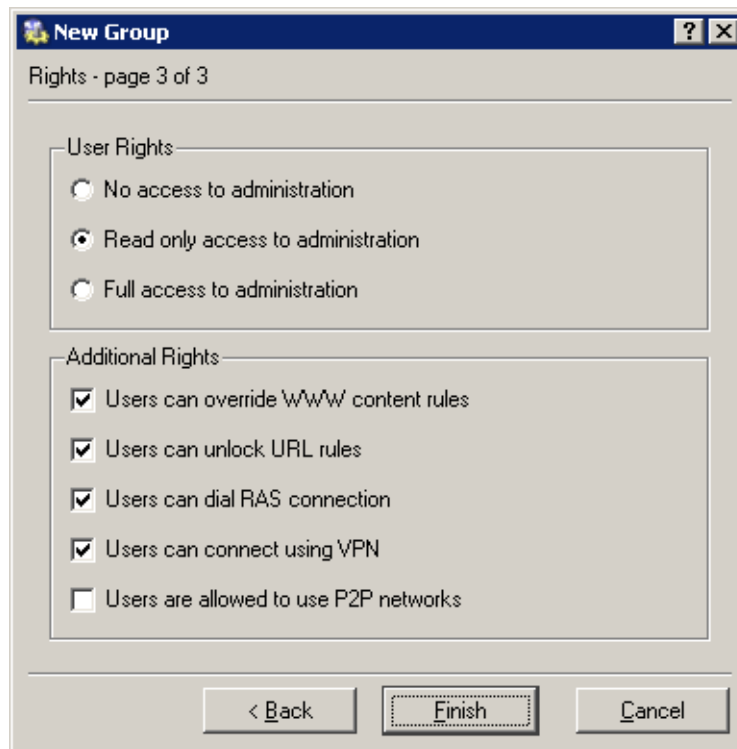 New Group
Rights - page 3 of 3
User Rights
No access to administration
Read only access to administration
Full access to administration
Additional Rights
Users can override WWW content rules
Users can unlock URL rules
Users can dial RAS connection
Users can connect using VPN
Users are allowed to use P2P networks
< Back Finish Cancel